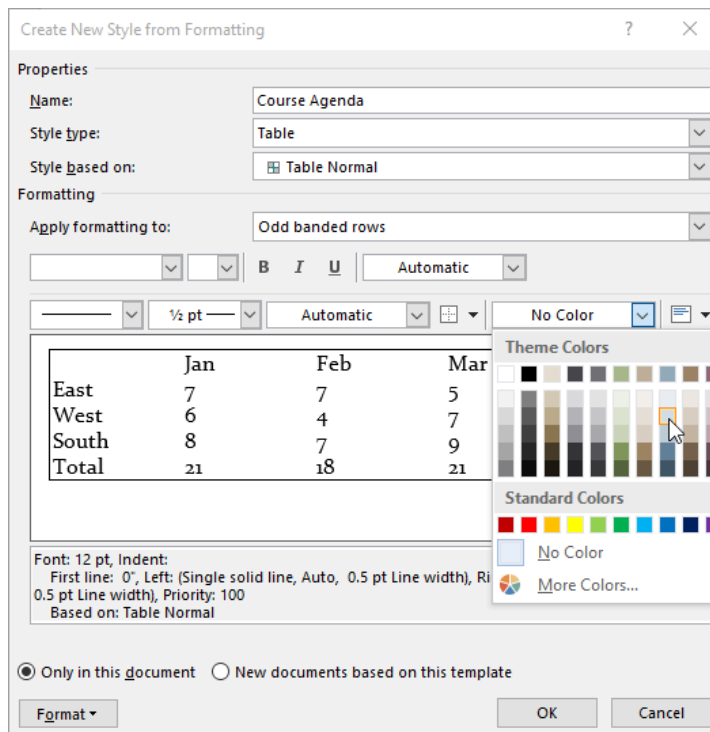 Create New Style from Formatting ? ×
Properties
Name: Course Agenda
Style type: Table
Style based on: Table Normal
Formatting
Apply formatting to: Odd banded rows
B I U Automatic
½ pt Automatic No Color
Theme Colors
Jan Feb Mar
East 7 7 5
West 6 4 7
South 8 7 9
Total 21 18 21
Standard Colors
No Color
More Colors...
Font: 12 pt, Indent:
First line: 0", Left: (Single solid line, Auto, 0.5 pt Line width), Ri
0.5 pt Line width), Priority: 100
Based on: Table Normal
Only in this document New documents based on this template
Format OK Cancel